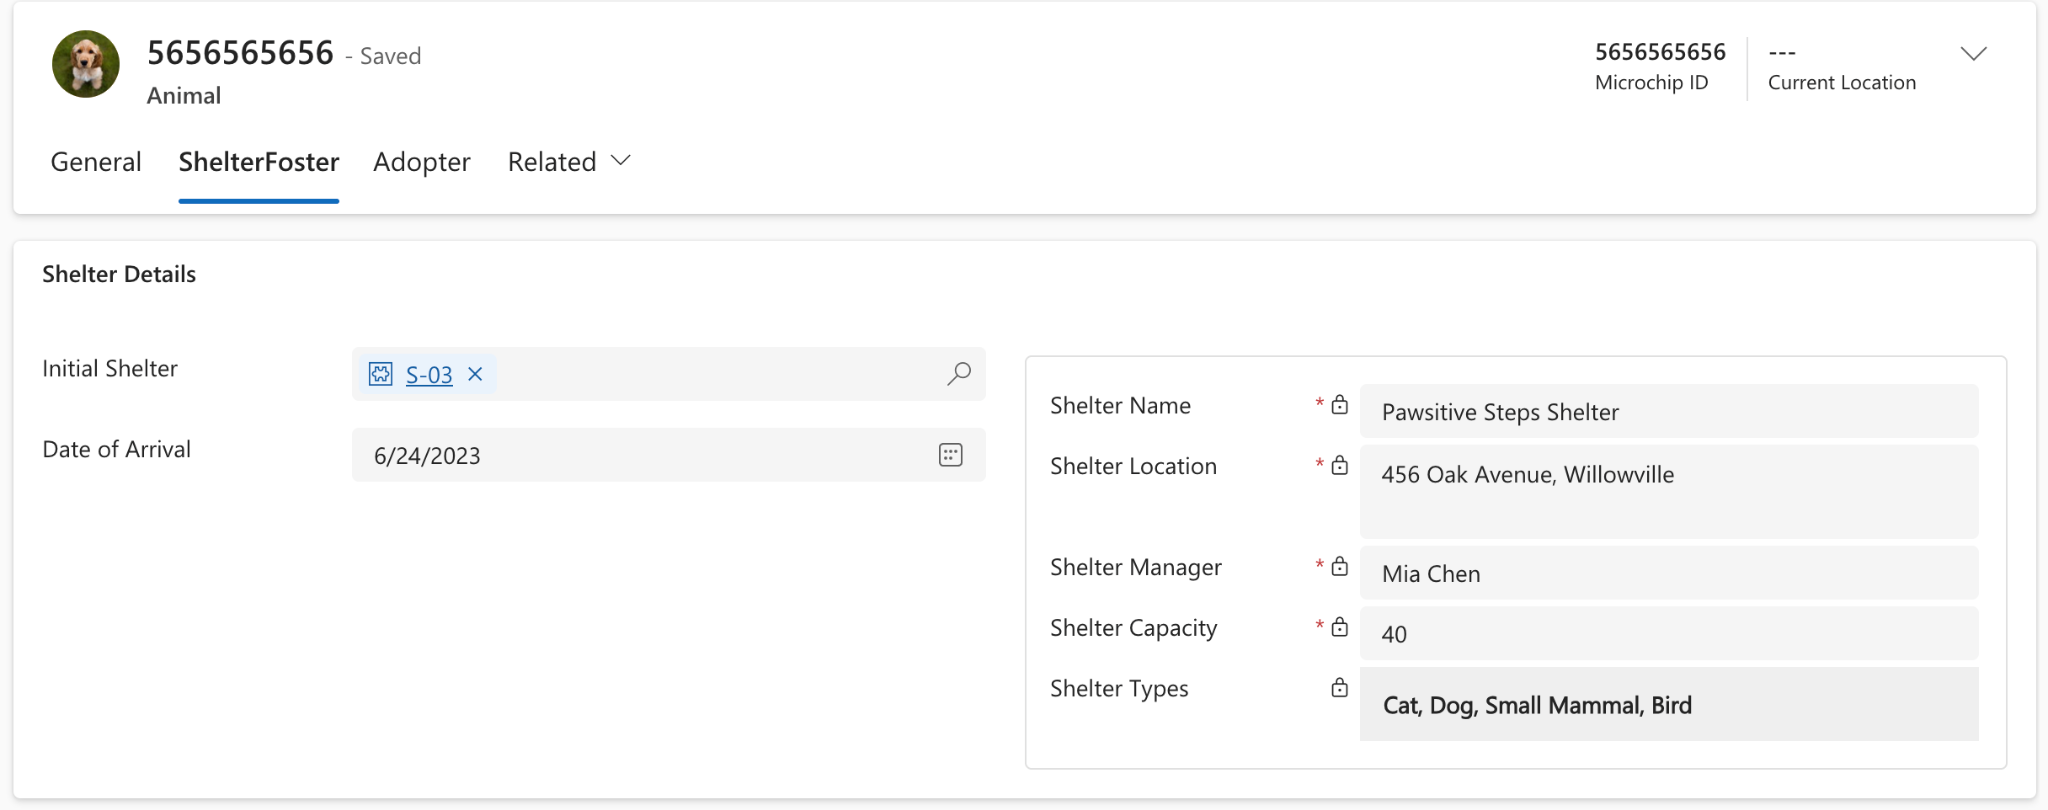 5656565656 - Saved
Animal
5656565656
Microchip ID
---
Current Location
General ShelterFoster Adopter Related
Shelter Details
Initial Shelter S-03
Date of Arrival 6/24/2023
Shelter Name * Pawsitive Steps Shelter
Shelter Location * 456 Oak Avenue, Willowville
Shelter Manager * Mia Chen
Shelter Capacity * 40
Shelter Types Cat, Dog, Small Mammal, Bird